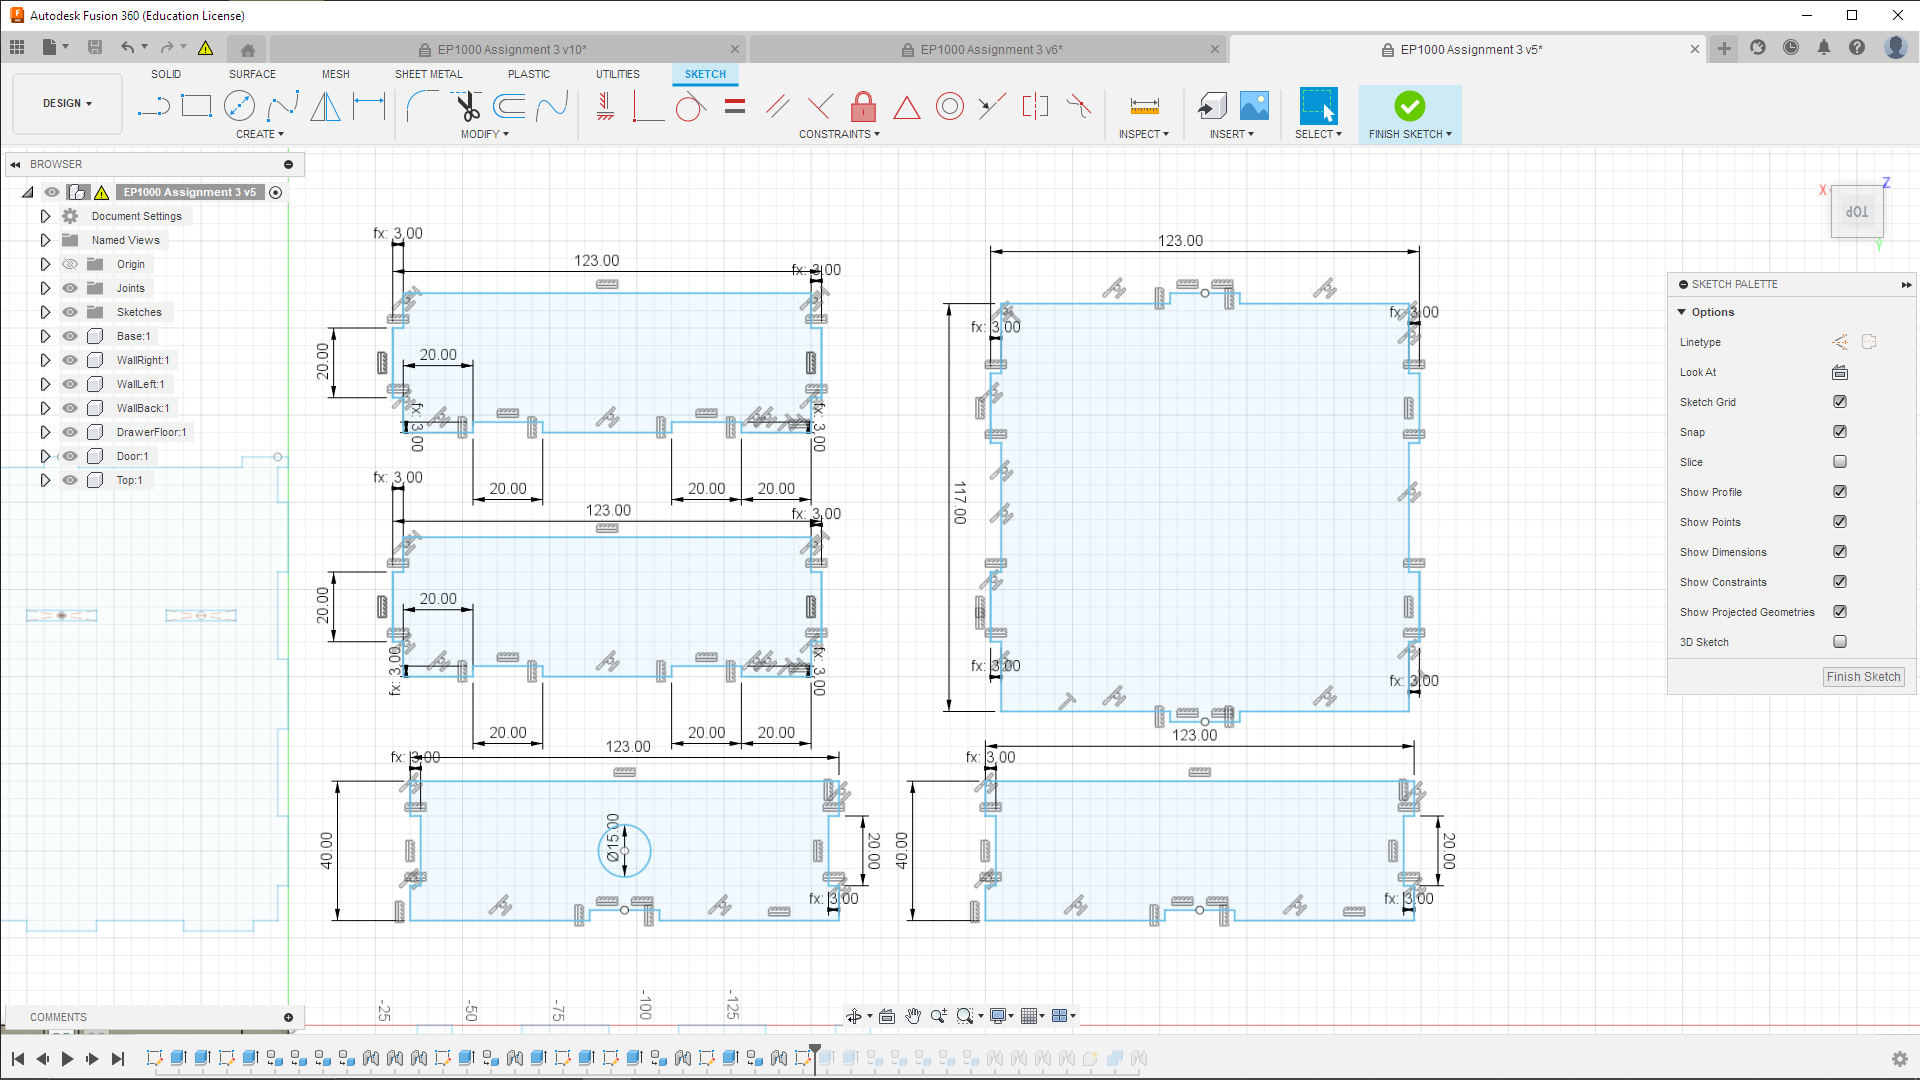 Autodesk Fusion 360 (Education License)
EP1000 Assignment 3 v10*
EP1000 Assignment 3 v6*
EP1000 Assignment 3 v5*
DESIGN
SOLID
SURFACE
MESH
SHEET METAL
PLASTIC
UTILITIES
SKETCH
CREATE
MODIFY
CONSTRAINTS
INSPECT
INSERT
SELECT
FINISH SKETCH
BROWSER
EP1000 Assignment 3 v5
Document Settings
Named Views
Origin
Joints
Sketches
Base:1
WallRight:1
WallLeft:1
WallBack:1
DrawerFloor:1
Door:1
Top:1
fx: 3.00
123.00
fx: 3.00
20.00
20.00
fx: 3.00
fx: 3.00
20.00
20.00
20.00
fx: 3.00
123.00
fx: 3.00
20.00
20.00
fx: 3.00
fx: 3.00
20.00
20.00
20.00
123.00
fx: 3.00
40.00
Ø15.00
20.00
fx: 3.00
123.00
fx: 3.00
fx: 3.00
117.00
fx: 3.00
fx: 3.00
123.00
fx: 3.00
40.00
20.00
fx: 3.00
-25
-50
-75
-100
-125
X
Z
TOP
Y
SKETCH PALETTE
Options
Linetype
Look At
Sketch Grid
Snap
Slice
Show Profile
Show Points
Show Dimensions
Show Constraints
Show Projected Geometries
3D Sketch
Finish Sketch
COMMENTS